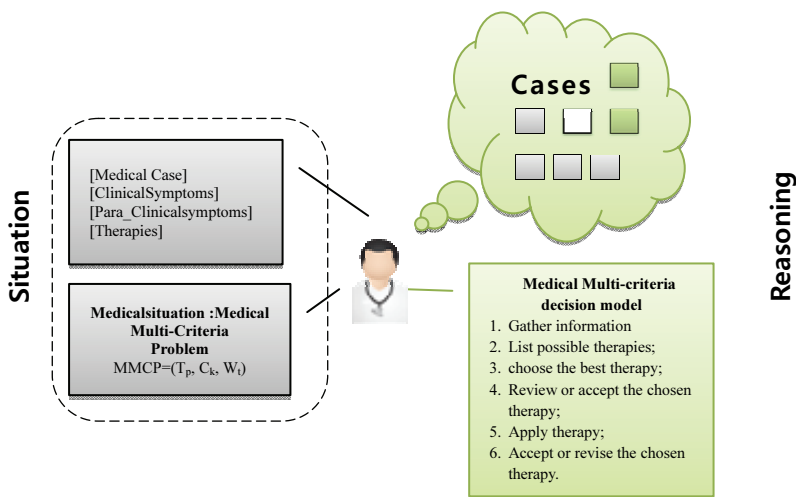 Situation
[Medical Case]
[ClinicalSymptoms]
[Para_Clinicalsymptoms]
[Therapies]
Medicalsituation :Medical
Multi-Criteria
Problem
MMCP=(Tp, Ck, Wt)
Cases
Medical Multi-criteria
decision model
1. Gather information
2. List possible therapies;
3. choose the best therapy;
4. Review or accept the chosen
therapy;
5. Apply therapy;
6. Accept or revise the chosen
therapy.
Reasoning